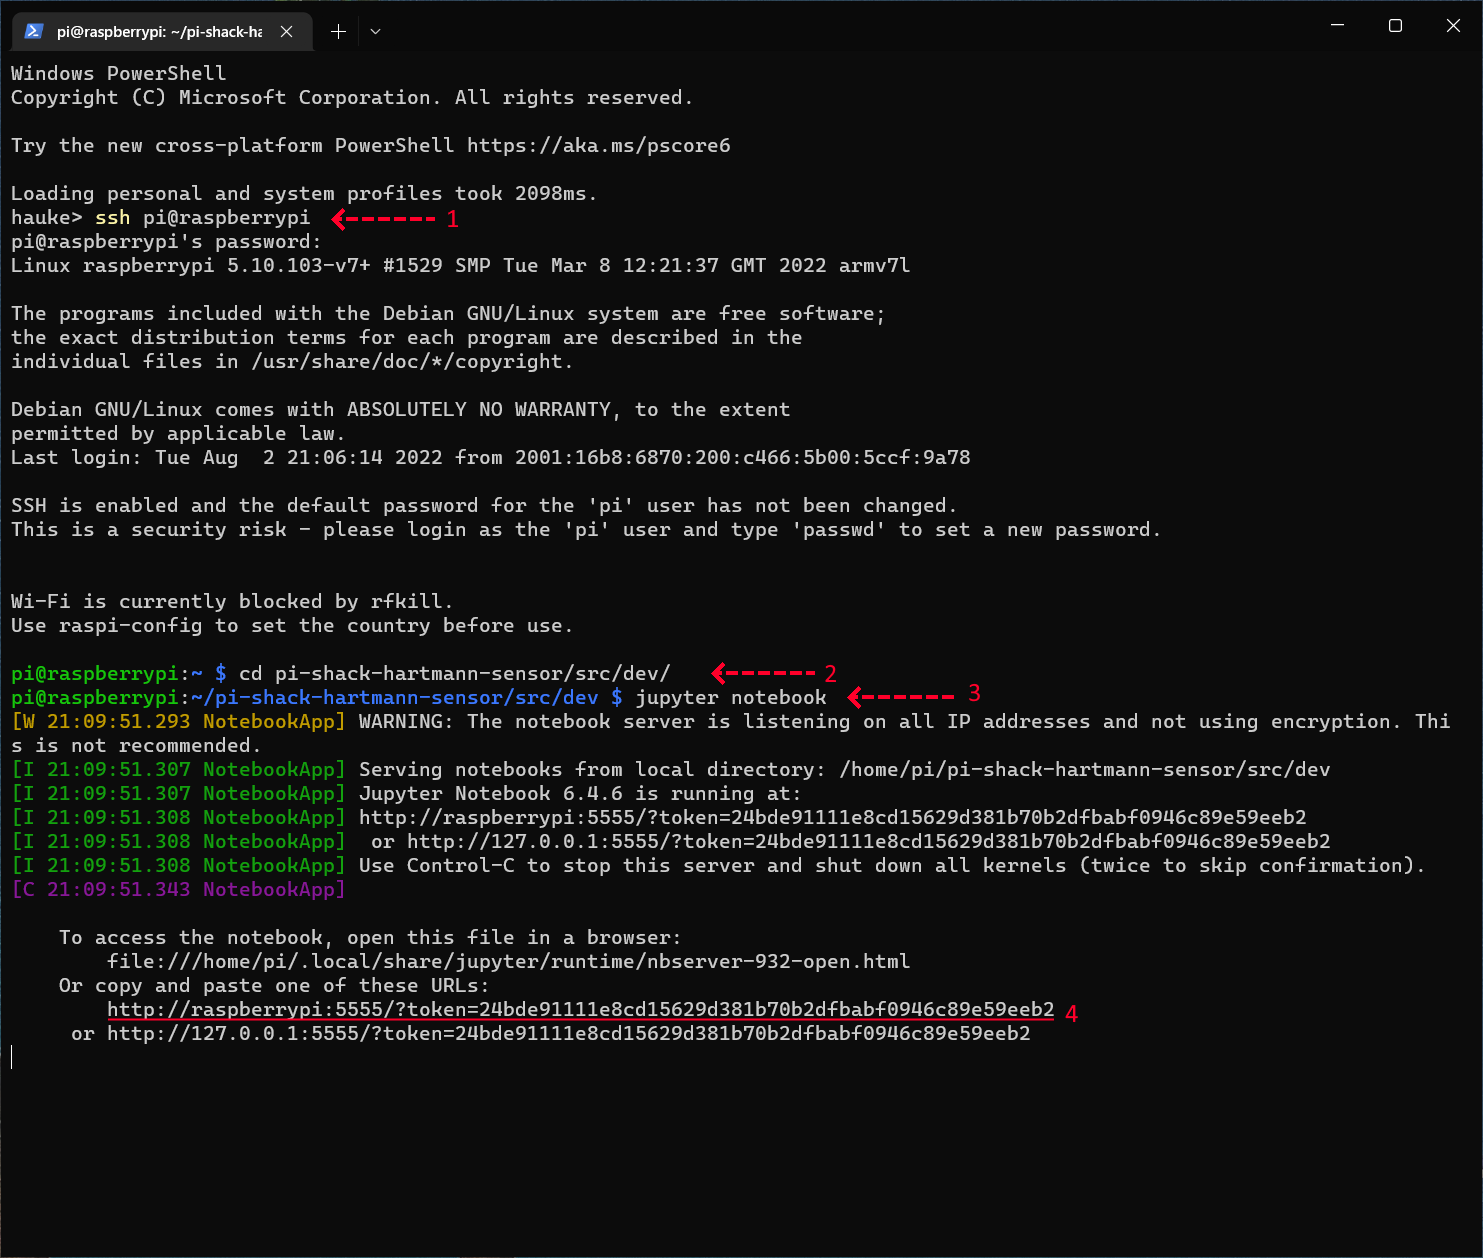 pi@raspberrypi: ~/pi-shack-ha
Windows PowerShell
Copyright (C) Microsoft Corporation. All rights reserved.
Try the new cross-platform PowerShell https://aka.ms/pscore6
Loading personal and system profiles took 2098ms.
hauke> ssh pi@raspberrypi 1
pi@raspberrypi's password:
Linux raspberrypi 5.10.103-v7+ #1529 SMP Tue Mar 8 12:21:37 GMT 2022 armv7l
The programs included with the Debian GNU/Linux system are free software;
the exact distribution terms for each program are described in the
individual files in /usr/share/doc/*/copyright.
Debian GNU/Linux comes with ABSOLUTELY NO WARRANTY, to the extent
permitted by applicable law.
Last login: Tue Aug  2 21:06:14 2022 from 2001:16b8:6870:200:c466:5b00:5ccf:9a78
SSH is enabled and the default password for the 'pi' user has not been changed.
This is a security risk - please login as the 'pi' user and type 'passwd' to set a new password.
Wi-Fi is currently blocked by rfkill.
Use raspi-config to set the country before use.
pi@raspberrypi:~ $ cd pi-shack-hartmann-sensor/src/dev/ 2
pi@raspberrypi:~/pi-shack-hartmann-sensor/src/dev $ jupyter notebook 3
[W 21:09:51.293 NotebookApp] WARNING: The notebook server is listening on all IP addresses and not using encryption. Thi
s is not recommended.
[I 21:09:51.307 NotebookApp] Serving notebooks from local directory: /home/pi/pi-shack-hartmann-sensor/src/dev
[I 21:09:51.307 NotebookApp] Jupyter Notebook 6.4.6 is running at:
[I 21:09:51.308 NotebookApp] http://raspberrypi:5555/?token=24bde91111e8cd15629d381b70b2dfbabf0946c89e59eeb2
[I 21:09:51.308 NotebookApp]  or http://127.0.0.1:5555/?token=24bde91111e8cd15629d381b70b2dfbabf0946c89e59eeb2
[I 21:09:51.308 NotebookApp] Use Control-C to stop this server and shut down all kernels (twice to skip confirmation).
[C 21:09:51.343 NotebookApp]
To access the notebook, open this file in a browser:
file:///home/pi/.local/share/jupyter/runtime/nbserver-932-open.html
Or copy and paste one of these URLs:
http://raspberrypi:5555/?token=24bde91111e8cd15629d381b70b2dfbabf0946c89e59eeb2 4
or http://127.0.0.1:5555/?token=24bde91111e8cd15629d381b70b2dfbabf0946c89e59eeb2